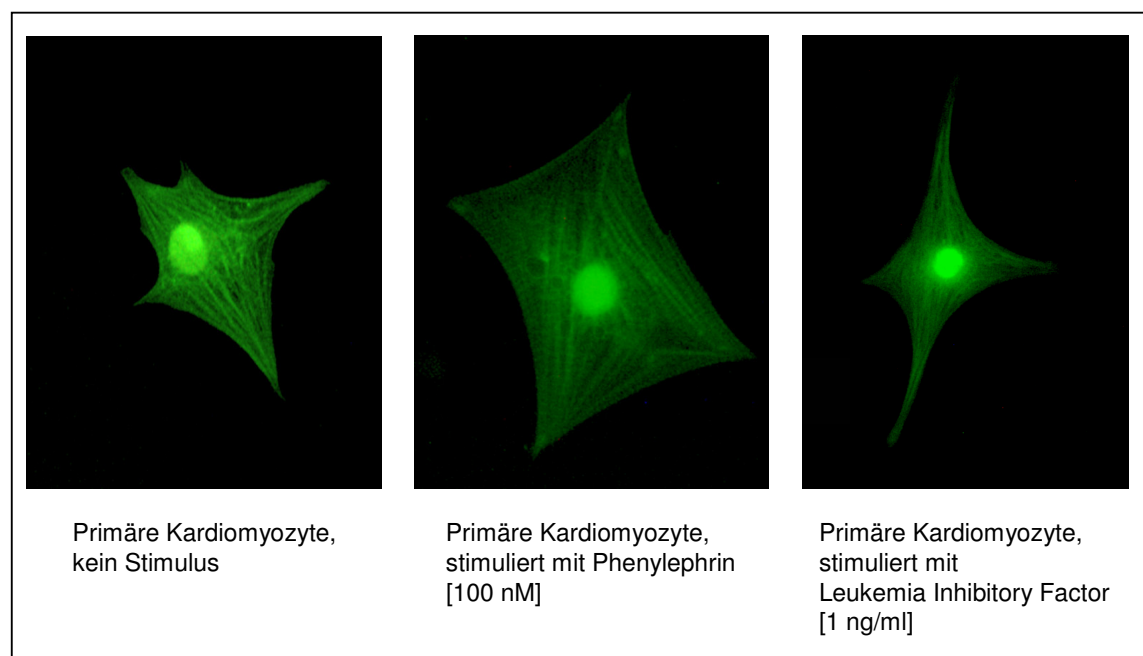 Primäre Kardiomyozyte,
kein Stimulus
Primäre Kardiomyozyte,
stimuliert mit Phenylephrin
[100 nM]
Primäre Kardiomyozyte,
stimuliert mit
Leukemia Inhibitory Factor
[1 ng/ml]